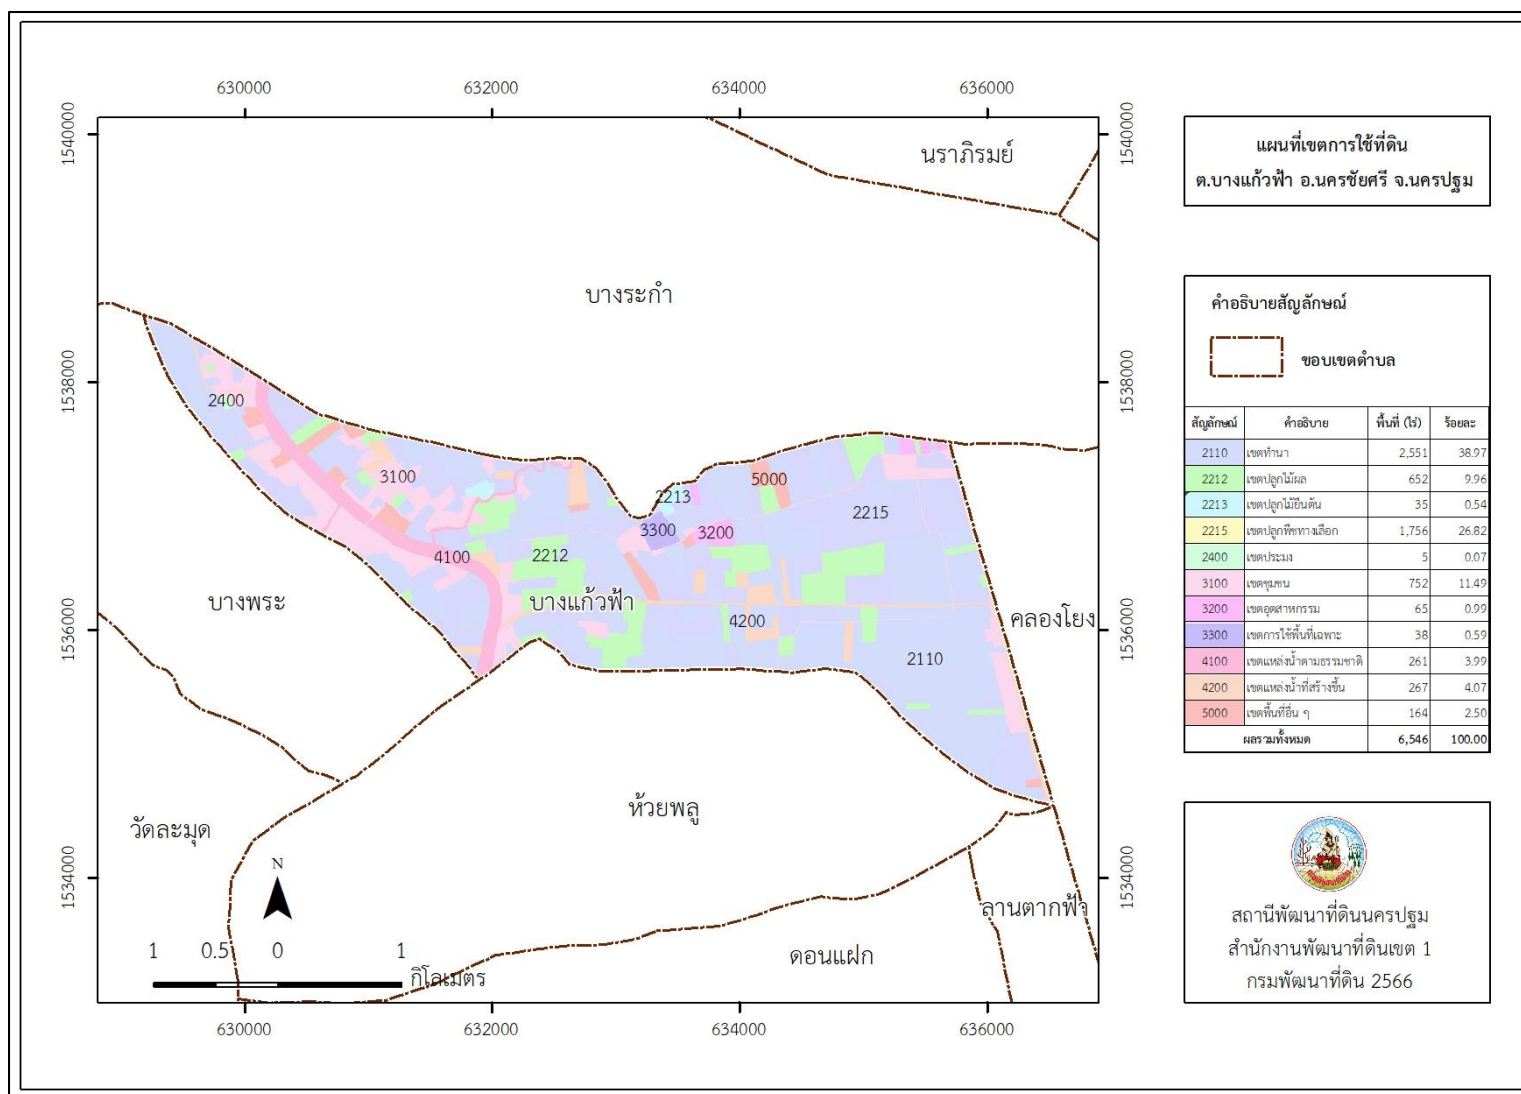 630000
632000
634000
636000
1540000
1540000
นราภิรมย์
บางระกำ
1538000
1538000
2400
3100
2213
5000
2215
3300
3200
4100
2212
บางพระ
บางแก้วฟ้า
4200
คลองโยง
1536000
1536000
2110
ห้วยพลู
วัดละมุด
N
1534000
1534000
ลานตากฟ้า
1 0.5 0 1
กิโลเมตร
ดอนแฝก
630000
632000
634000
636000
แผนที่เขตการใช้ที่ดิน
ต.บางแก้วฟ้า อ.นครชัยศรี จ.นครปฐม
คำอธิบายสัญลักษณ์
ขอบเขตตำบล
สัญลักษณ์ คำอธิบาย พื้นที่ (ไร่) ร้อยละ
2110 เขตทำนา 2,551 38.97
2212 เขตปลูกไม้ผล 652 9.96
2213 เขตปลูกไม้ยืนต้น 35 0.54
2215 เขตปลูกพืชทางเลือก 1,756 26.82
2400 เขตประมง 5 0.07
3100 เขตชุมชน 752 11.49
3200 เขตอุตสาหกรรม 65 0.99
3300 เขตการใช้พื้นที่เฉพาะ 38 0.59
4100 เขตแหล่งน้ำตามธรรมชาติ 261 3.99
4200 เขตแหล่งน้ำที่สร้างขึ้น 267 4.07
5000 เขตพื้นที่อื่น ๆ 164 2.50
ผลรวมทั้งหมด 6,546 100.00
สถานีพัฒนาที่ดินนครปฐม
สำนักงานพัฒนาที่ดินเขต 1
กรมพัฒนาที่ดิน 2566